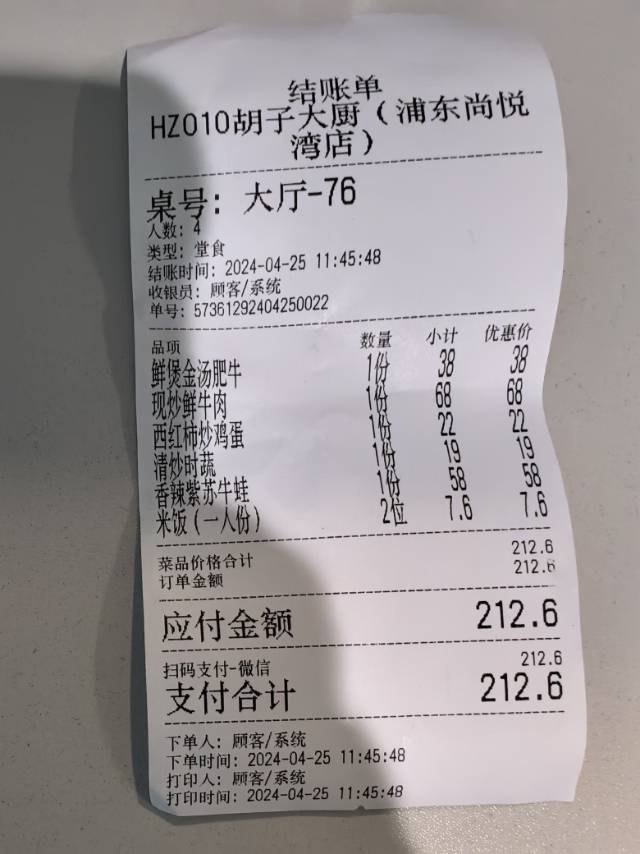 结账单
HZ010胡子大厨（浦东尚悦
湾店）
桌号：大厅-76
人数：4
类型：堂食
结账时间：2024-04-25 11:45:48
收银员：顾客/系统
单号：57361292404250022
品项 数量 小计 优惠价
鲜煲金汤肥牛 1份 38 38
现炒鲜牛肉 1份 68 68
西红柿炒鸡蛋 1份 22 22
清炒时蔬 1份 19 19
香辣紫苏牛蛙 1份 58 58
米饭（一人份） 2位 7.6 7.6
菜品价格合计 212.6
订单金额 212.6
应付金额 212.6
扫码支付-微信 212.6
支付合计 212.6
下单人：顾客/系统
下单时间：2024-04-25 11:45:48
打印人：顾客/系统
打印时间：2024-04-25 11:45:48